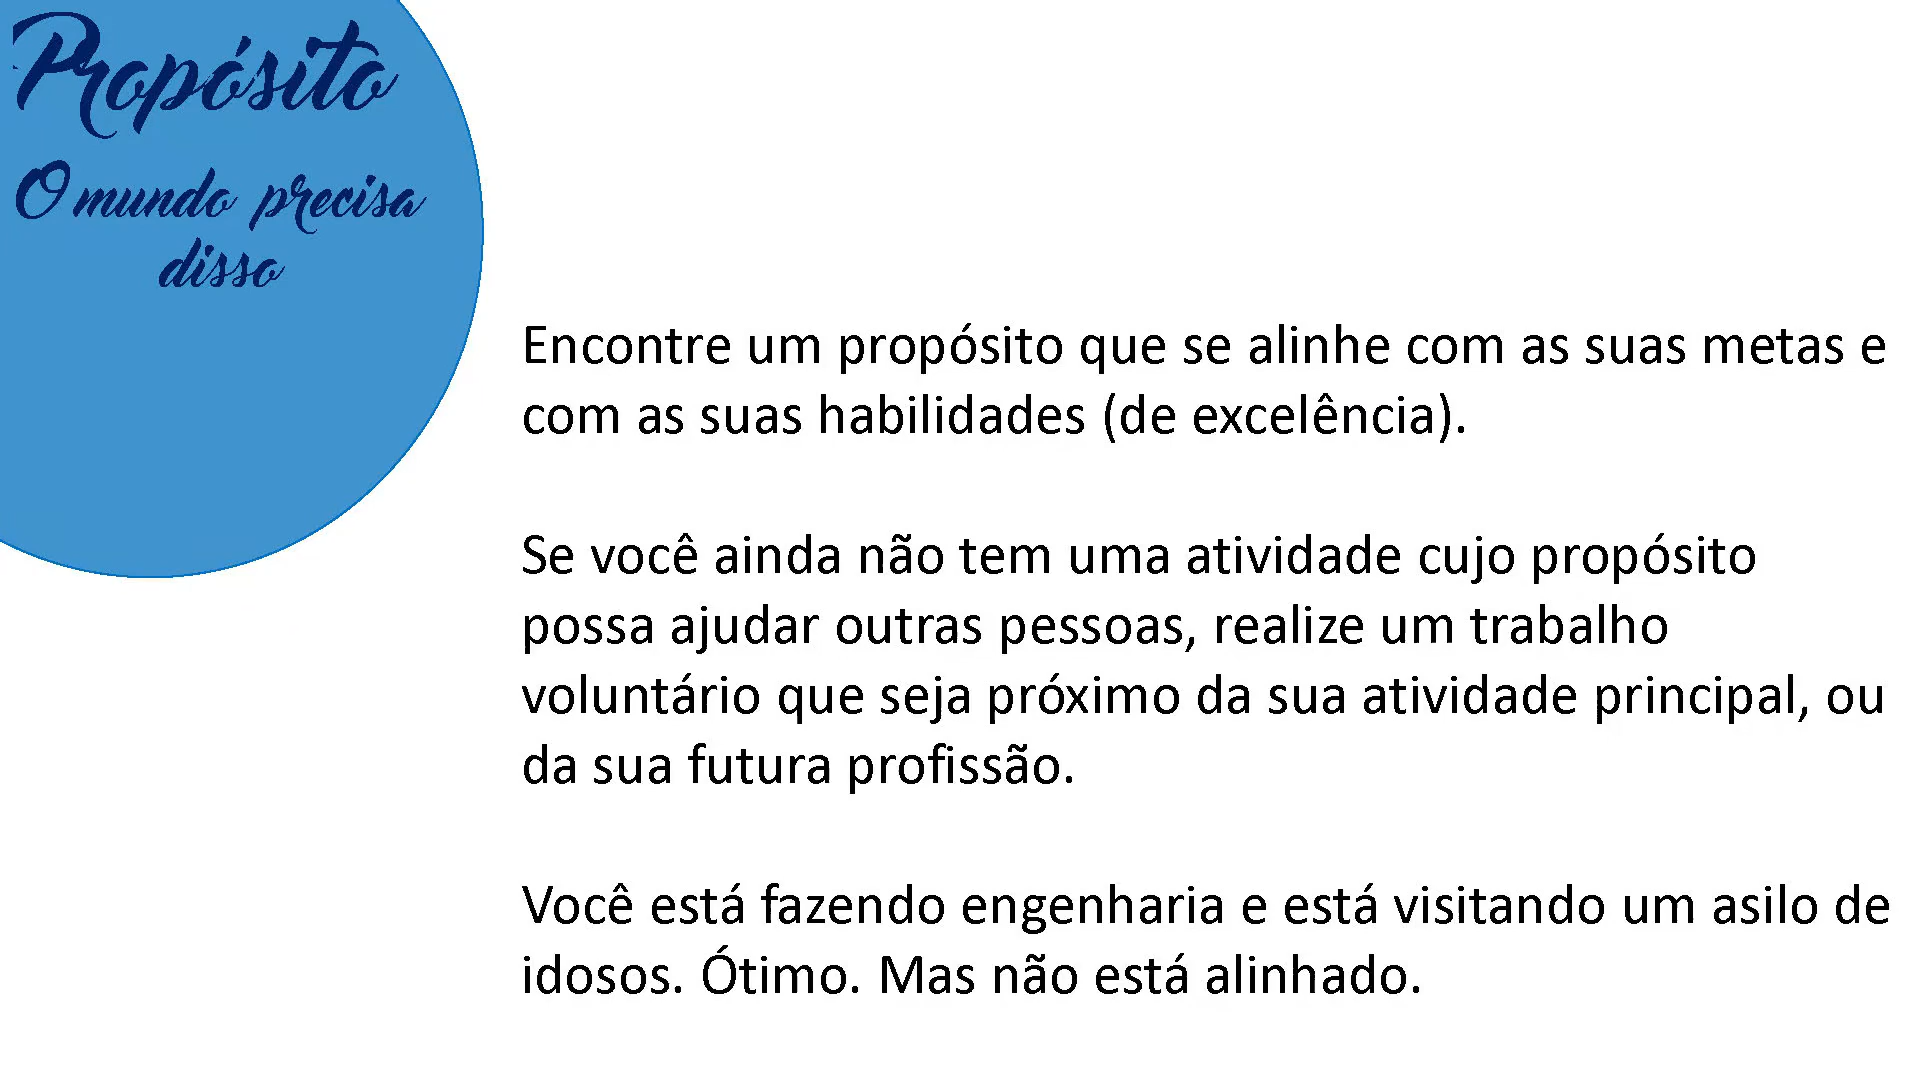 Propósito
O mundo precisa
disso
Encontre um propósito que se alinhe com as suas metas e
com as suas habilidades (de excelência).
Se você ainda não tem uma atividade cujo propósito
possa ajudar outras pessoas, realize um trabalho
voluntário que seja próximo da sua atividade principal, ou
da sua futura profissão.
Você está fazendo engenharia e está visitando um asilo de
idosos. Ótimo. Mas não está alinhado.